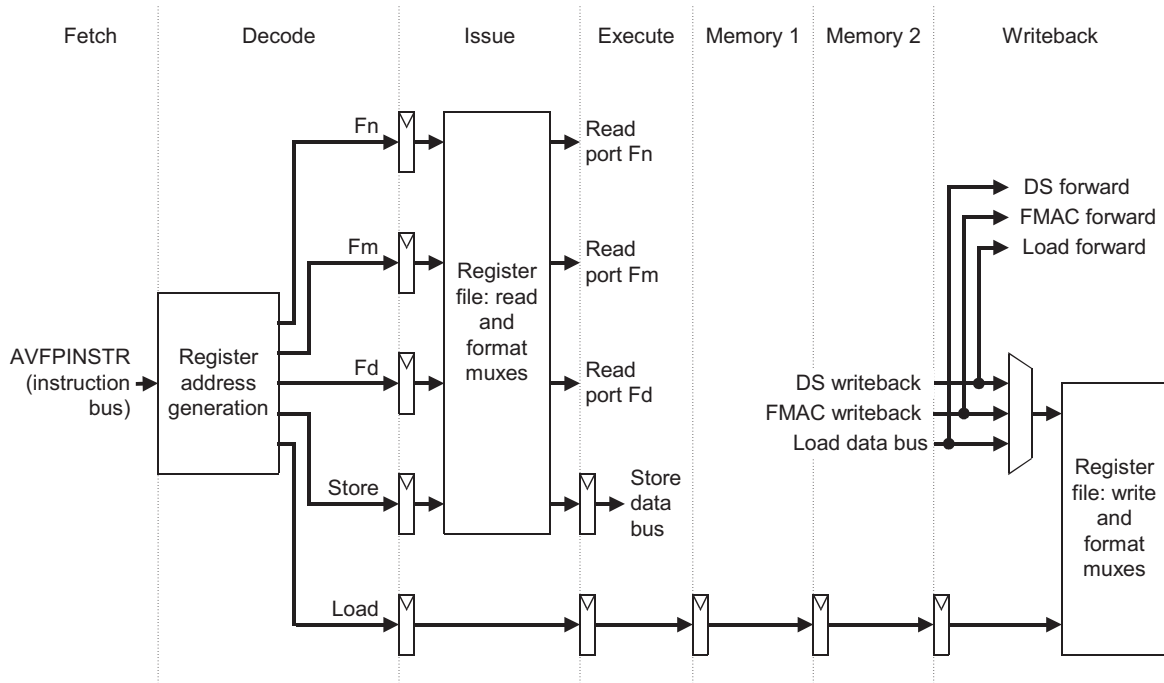 Fetch
Decode
Issue
Execute
Memory 1
Memory 2
Writeback
Fn
Read
port Fn
DS forward
FMAC forward
Load forward
Fm
Read
port Fm
Register
file: read
and
format
muxes
AVFPINSTR
(instruction
bus)
Register
address
generation
Fd
Read
port Fd
DS writeback
FMAC writeback
Load data bus
Store
Store
data
bus
Register
file: write
and
format
muxes
Load